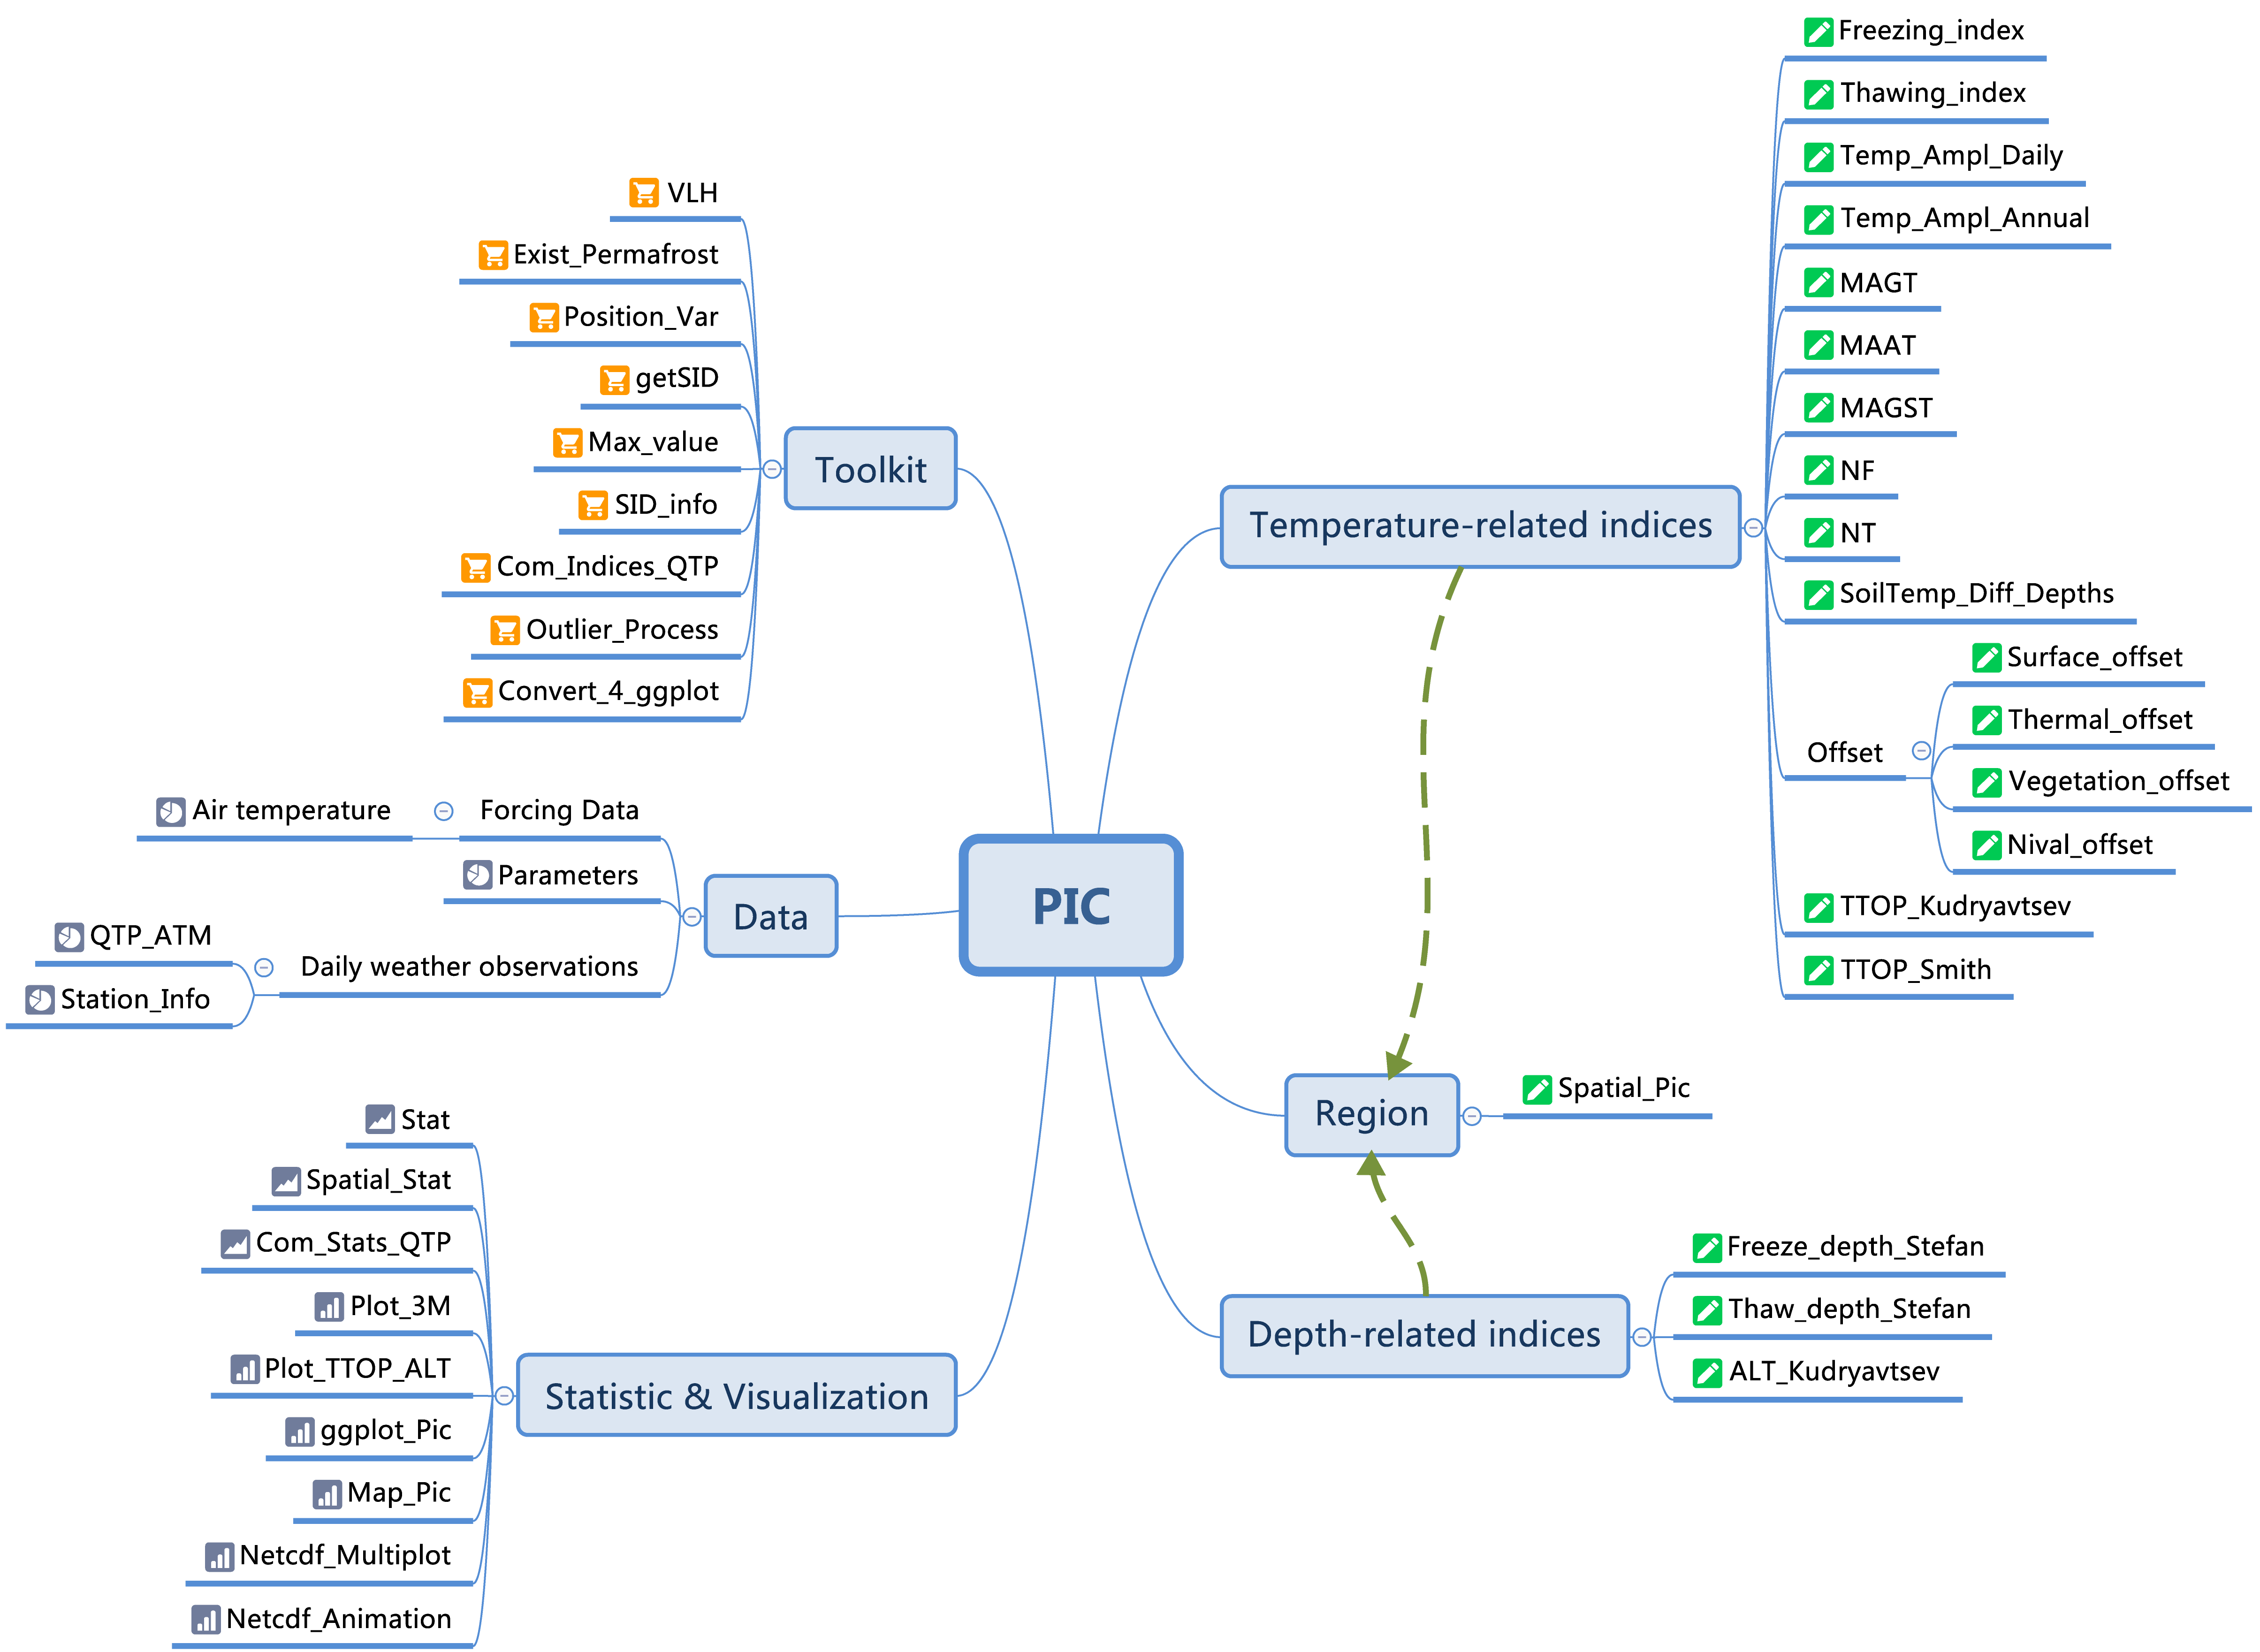 PIC
Toolkit
VLH
Exist_Permafrost
Position_Var
getSID
Max_value
SID_info
Com_Indices_QTP
Outlier_Process
Convert_4_ggplot
Data
Forcing Data
Air temperature
Parameters
Daily weather observations
QTP_ATM
Station_Info
Statistic & Visualization
Stat
Spatial_Stat
Com_Stats_QTP
Plot_3M
Plot_TTOP_ALT
ggplot_Pic
Map_Pic
Netcdf_Multiplot
Netcdf_Animation
Temperature-related indices
Freezing_index
Thawing_index
Temp_Ampl_Daily
Temp_Ampl_Annual
MAGT
MAAT
MAGST
NF
NT
SoilTemp_Diff_Depths
Offset
Surface_offset
Thermal_offset
Vegetation_offset
Nival_offset
TTOP_Kudryavtsev
TTOP_Smith
Region
Spatial_Pic
Depth-related indices
Freeze_depth_Stefan
Thaw_depth_Stefan
ALT_Kudryavtsev